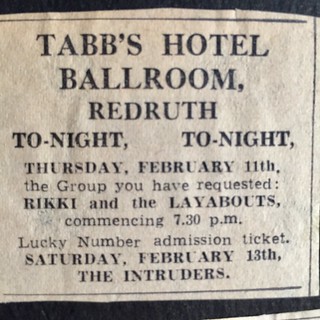 TABB'S HOTEL
BALLROOM,
REDRUTH
TO-NIGHT, TO-NIGHT,
THURSDAY, FEBRUARY 11th,
the Group you have requested:
RIKKI and the LAYABOUTS,
commencing 7.30 p.m.
Lucky Number admission ticket.
SATURDAY, FEBRUARY 13th,
THE INTRUDERS.